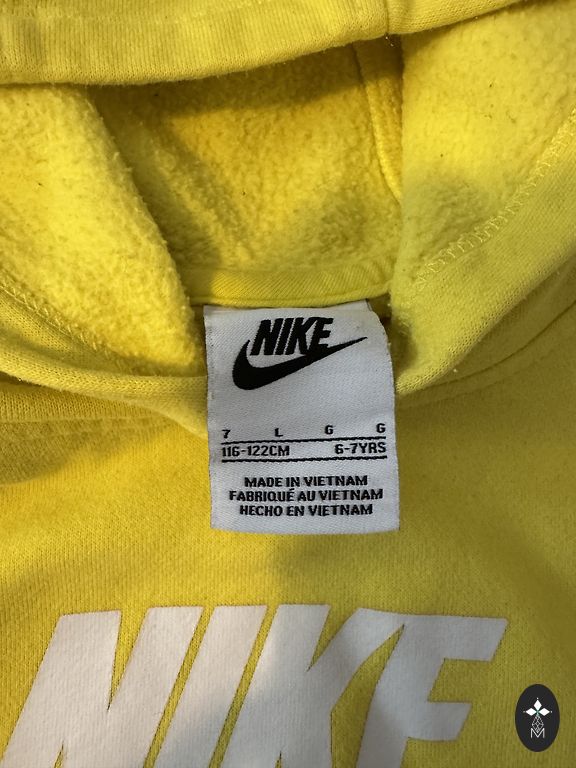 NIKE
7 L G G
116-122CM 6-7YRS
MADE IN VIETNAM
FABRIQUÉ AU VIETNAM
HECHO EN VIETNAM
NIKE
M